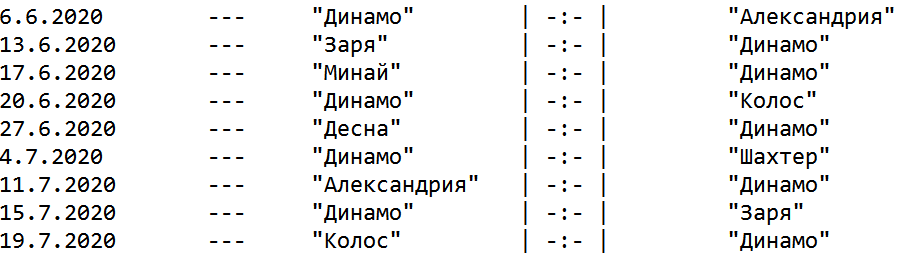 6.6.2020 --- "Динамо" | -:- | "Александрия"
13.6.2020 --- "Заря" | -:- | "Динамо"
17.6.2020 --- "Минай" | -:- | "Динамо"
20.6.2020 --- "Динамо" | -:- | "Колос"
27.6.2020 --- "Десна" | -:- | "Динамо"
4.7.2020 --- "Динамо" | -:- | "Шахтер"
11.7.2020 --- "Александрия" | -:- | "Динамо"
15.7.2020 --- "Динамо" | -:- | "Заря"
19.7.2020 --- "Колос" | -:- | "Динамо"